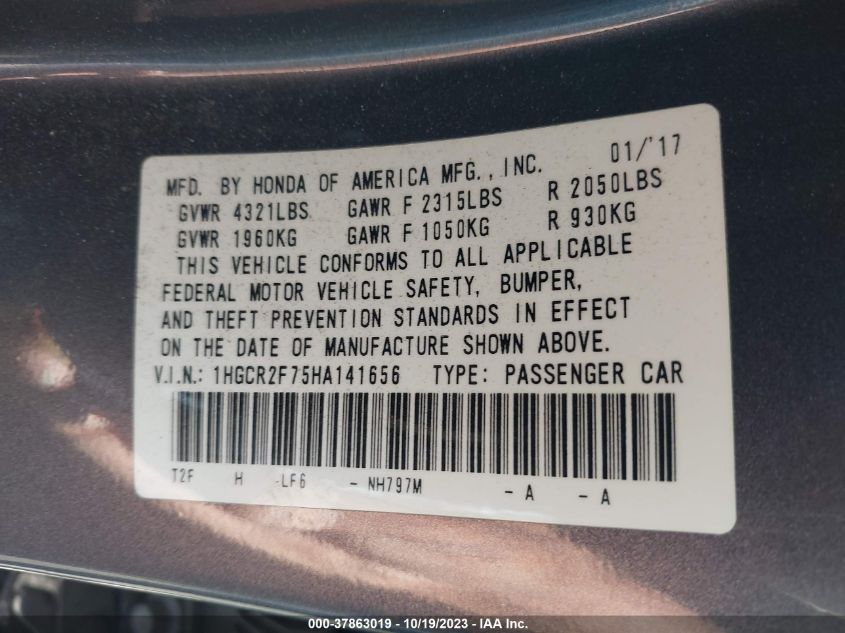 01/'17
MFD. BY HONDA OF AMERICA MFG., INC.
GVWR 4321LBS GAWR F 2315LBS R 2050LBS
GVWR 1960KG GAWR F 1050KG R 930KG
THIS VEHICLE CONFORMS TO ALL APPLICABLE
FEDERAL MOTOR VEHICLE SAFETY, BUMPER,
AND THEFT PREVENTION STANDARDS IN EFFECT
ON THE DATE OF MANUFACTURE SHOWN ABOVE.
V.I.N.: 1HGCR2F75HA141656 TYPE: PASSENGER CAR
T2F H -LF6 - NH797M - A - A
000-37863019 - 10/19/2023 - IAA Inc.